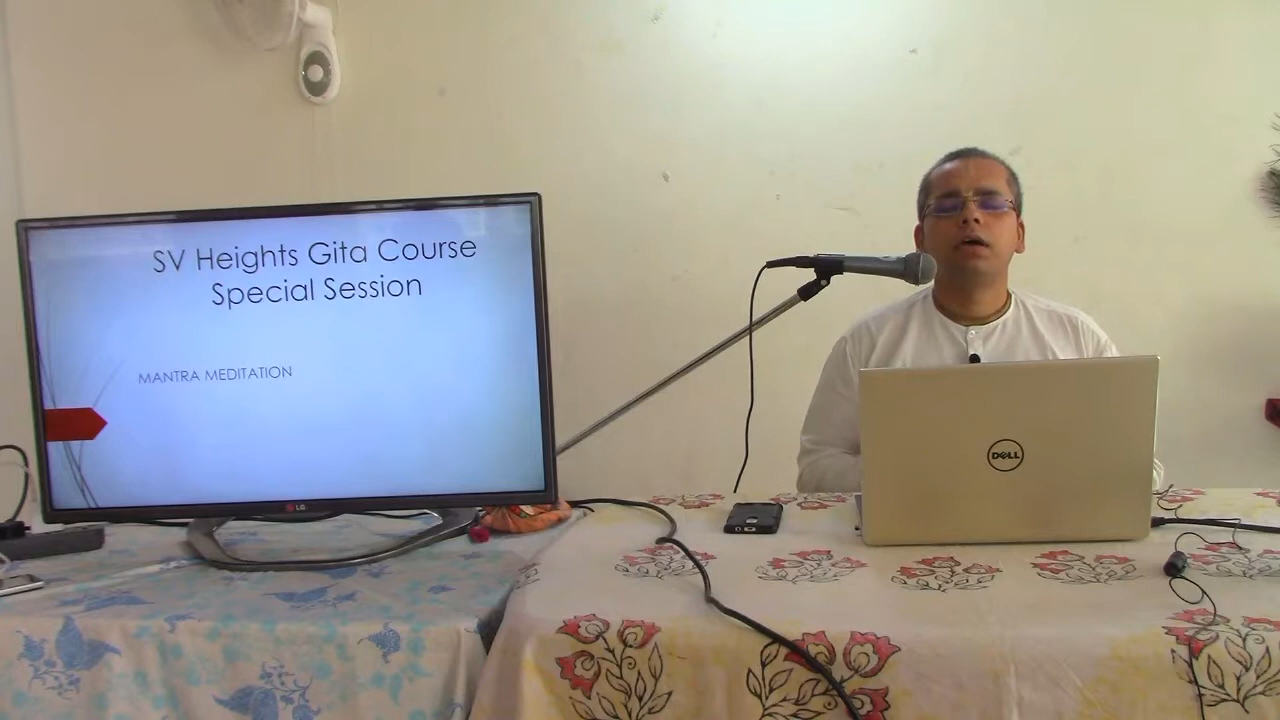 SV Heights Gita Course
Special Session
MANTRA MEDITATION
LG
DELL